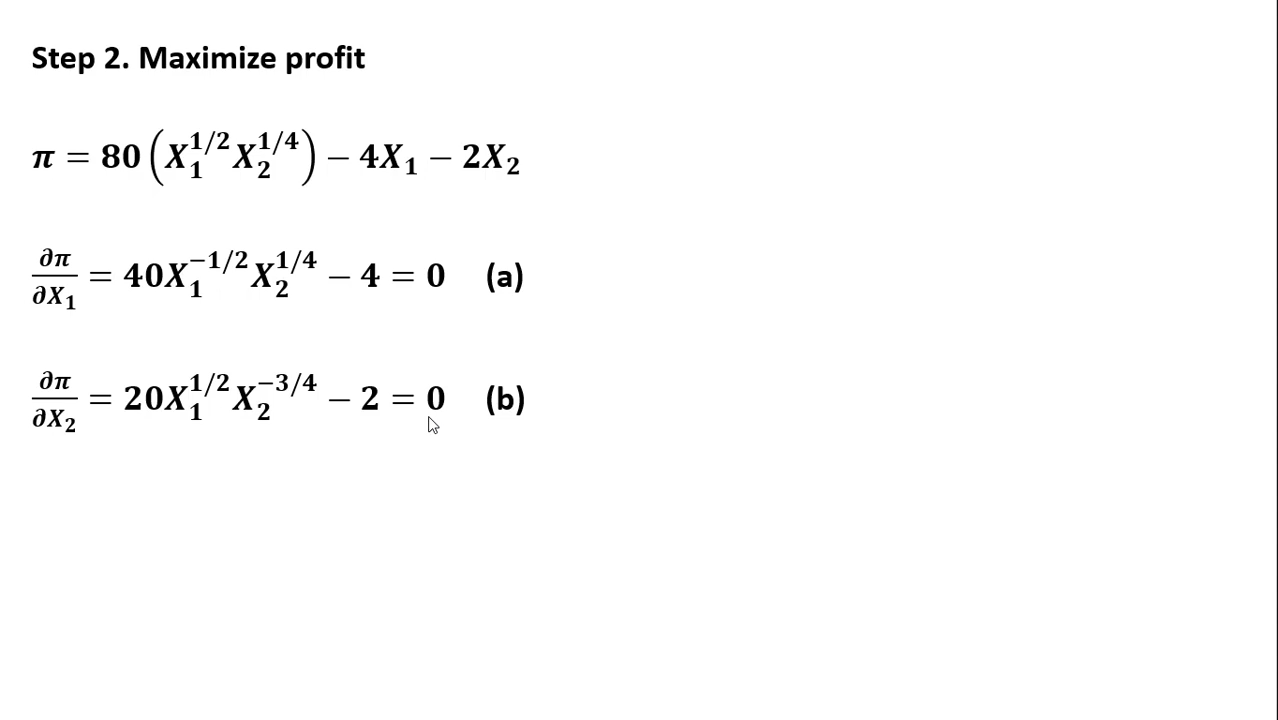 Step 2. Maximize profit
π = 80(X₁^{1/2} X₂^{1/4}) − 4X₁ − 2X₂
∂π/∂X₁ = 40X₁^{−1/2} X₂^{1/4} − 4 = 0 (a)
∂π/∂X₂ = 20X₁^{1/2} X₂^{−3/4} − 2 = 0 (b)